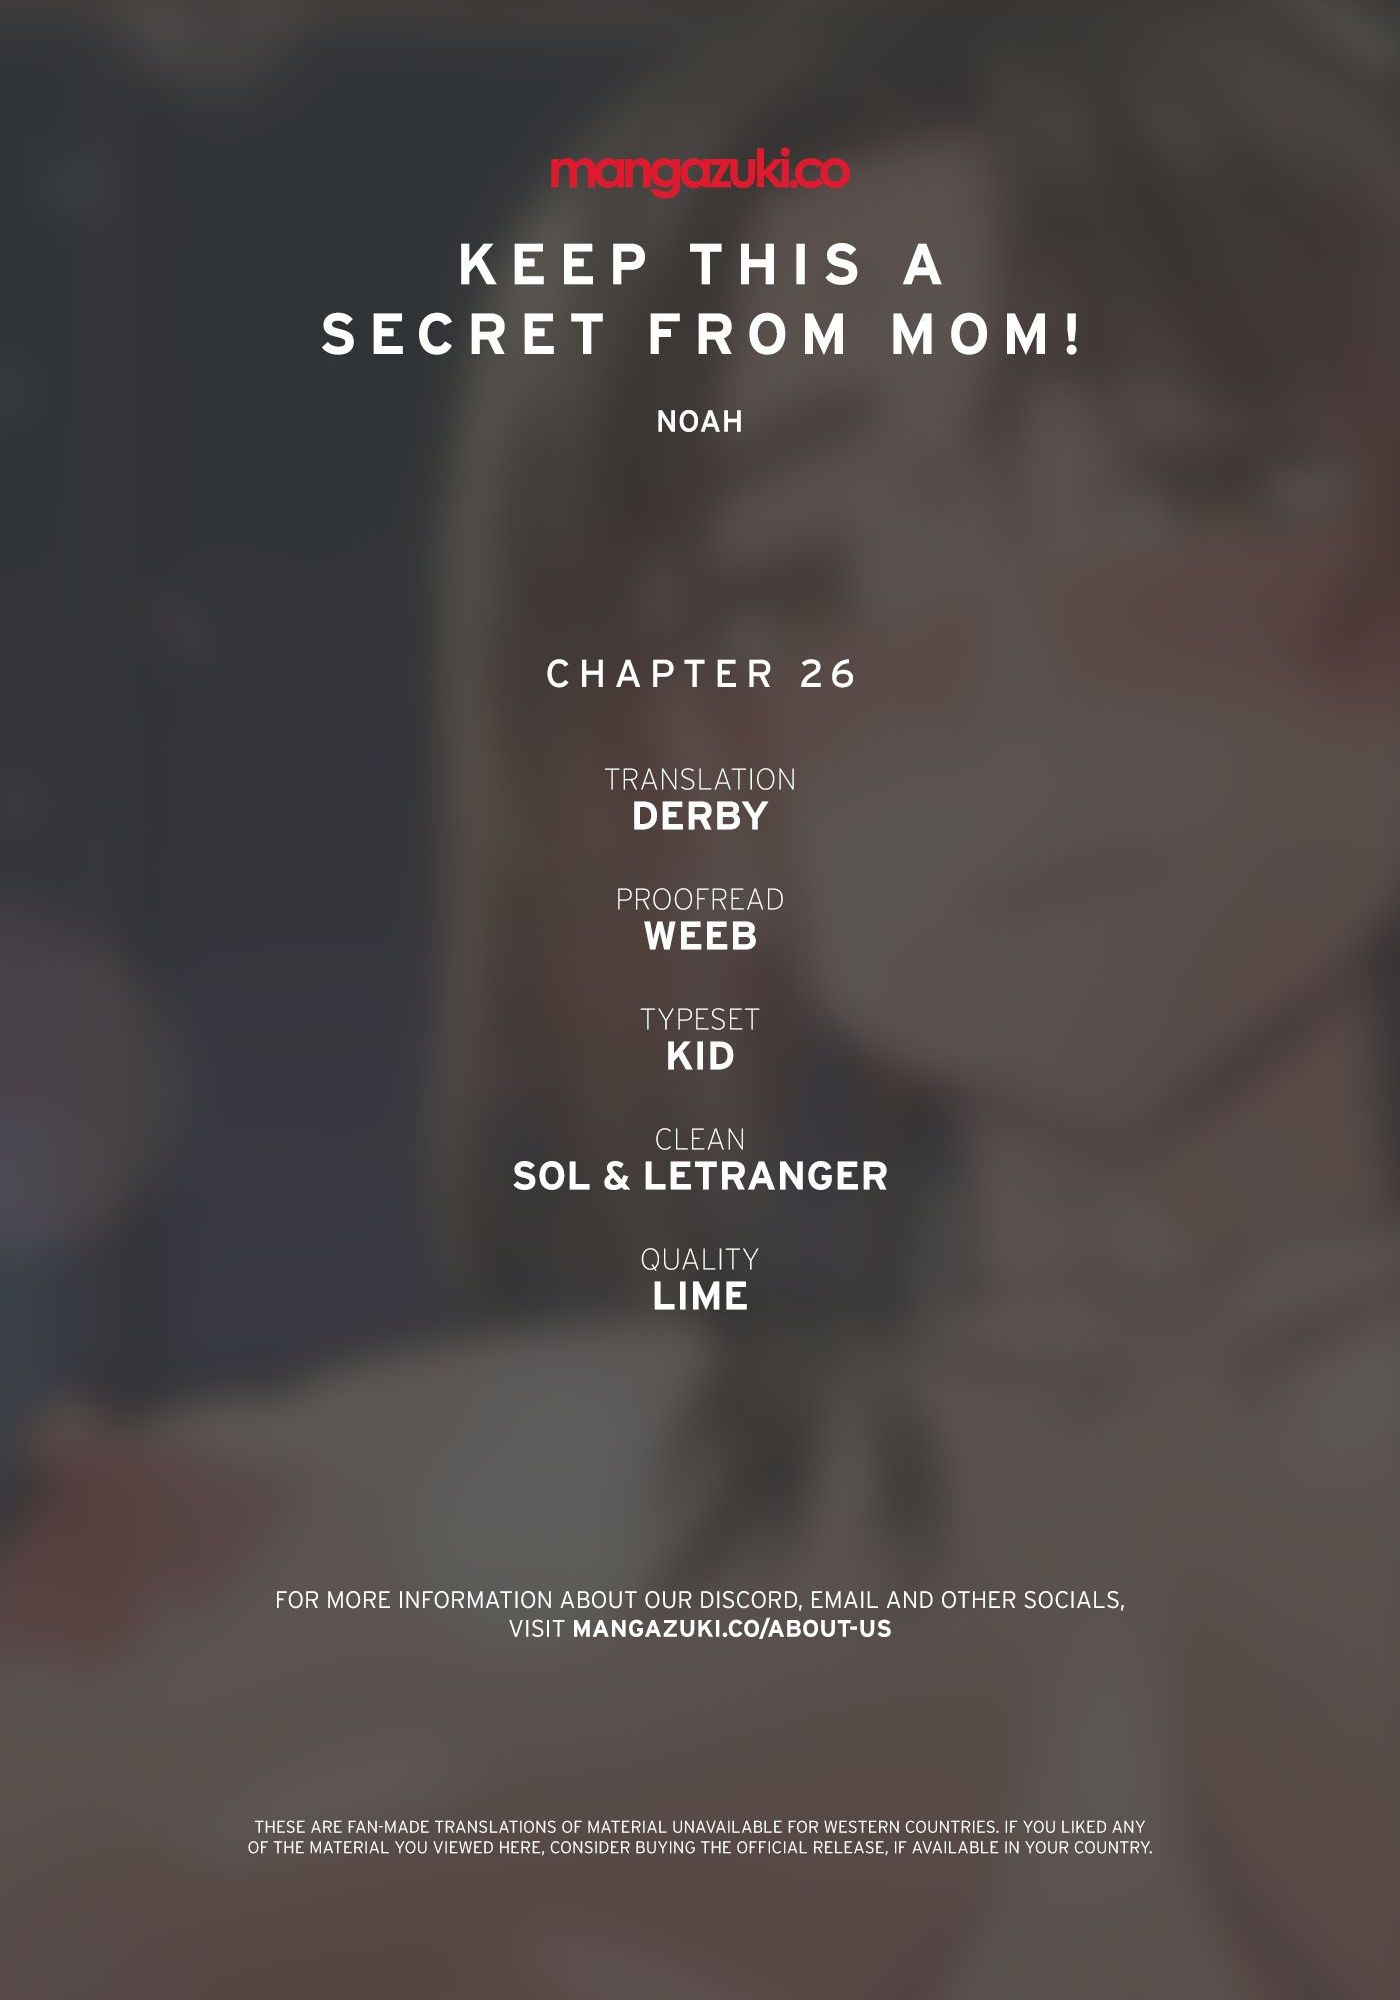 mangazuki.co
KEEP THIS A
SECRET FROM MOM!
NOAH
CHAPTER 26
TRANSLATION
DERBY
PROOFREAD
WEEB
TYPESET
KID
CLEAN
SOL & LETRANGER
QUALITY
LIME
FOR MORE INFORMATION ABOUT OUR DISCORD, EMAIL AND OTHER SOCIALS,
VISIT MANGAZUKI.CO/ABOUT-US
THESE ARE FAN-MADE TRANSLATIONS OF MATERIAL UNAVAILABLE FOR WESTERN COUNTRIES. IF YOU LIKED ANY
OF THE MATERIAL YOU VIEWED HERE, CONSIDER BUYING THE OFFICIAL RELEASE, IF AVAILABLE IN YOUR COUNTRY.